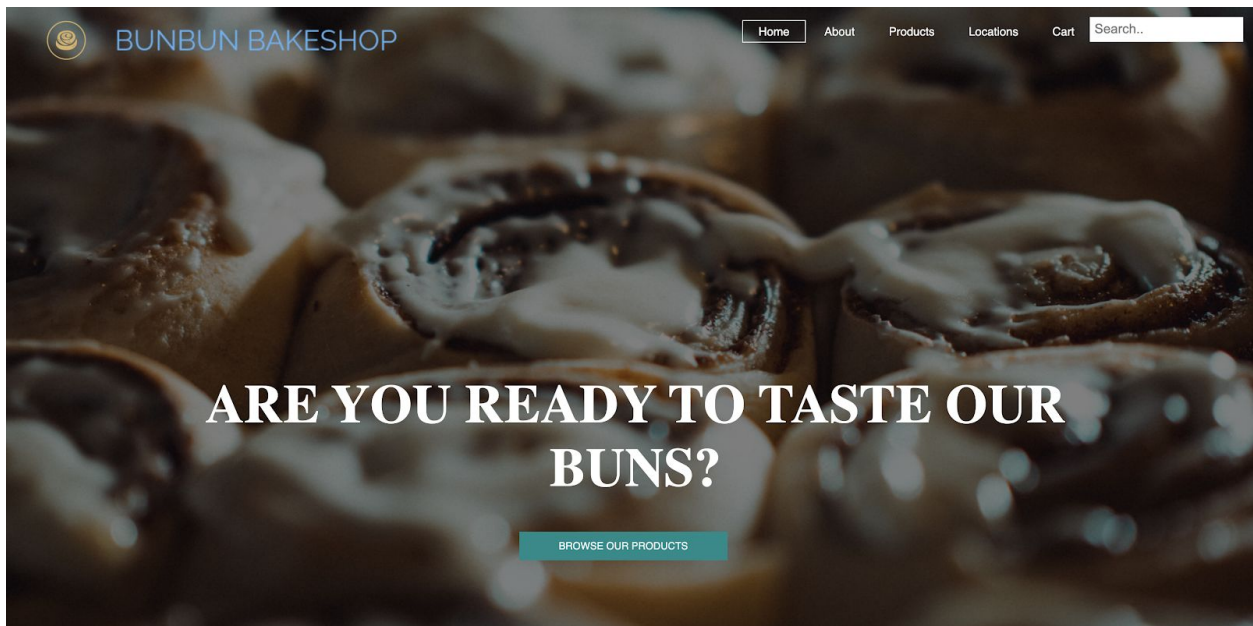 BUNBUN BAKESHOP
Home About Products Locations Cart Search..
ARE YOU READY TO TASTE OUR
BUNS?
BROWSE OUR PRODUCTS